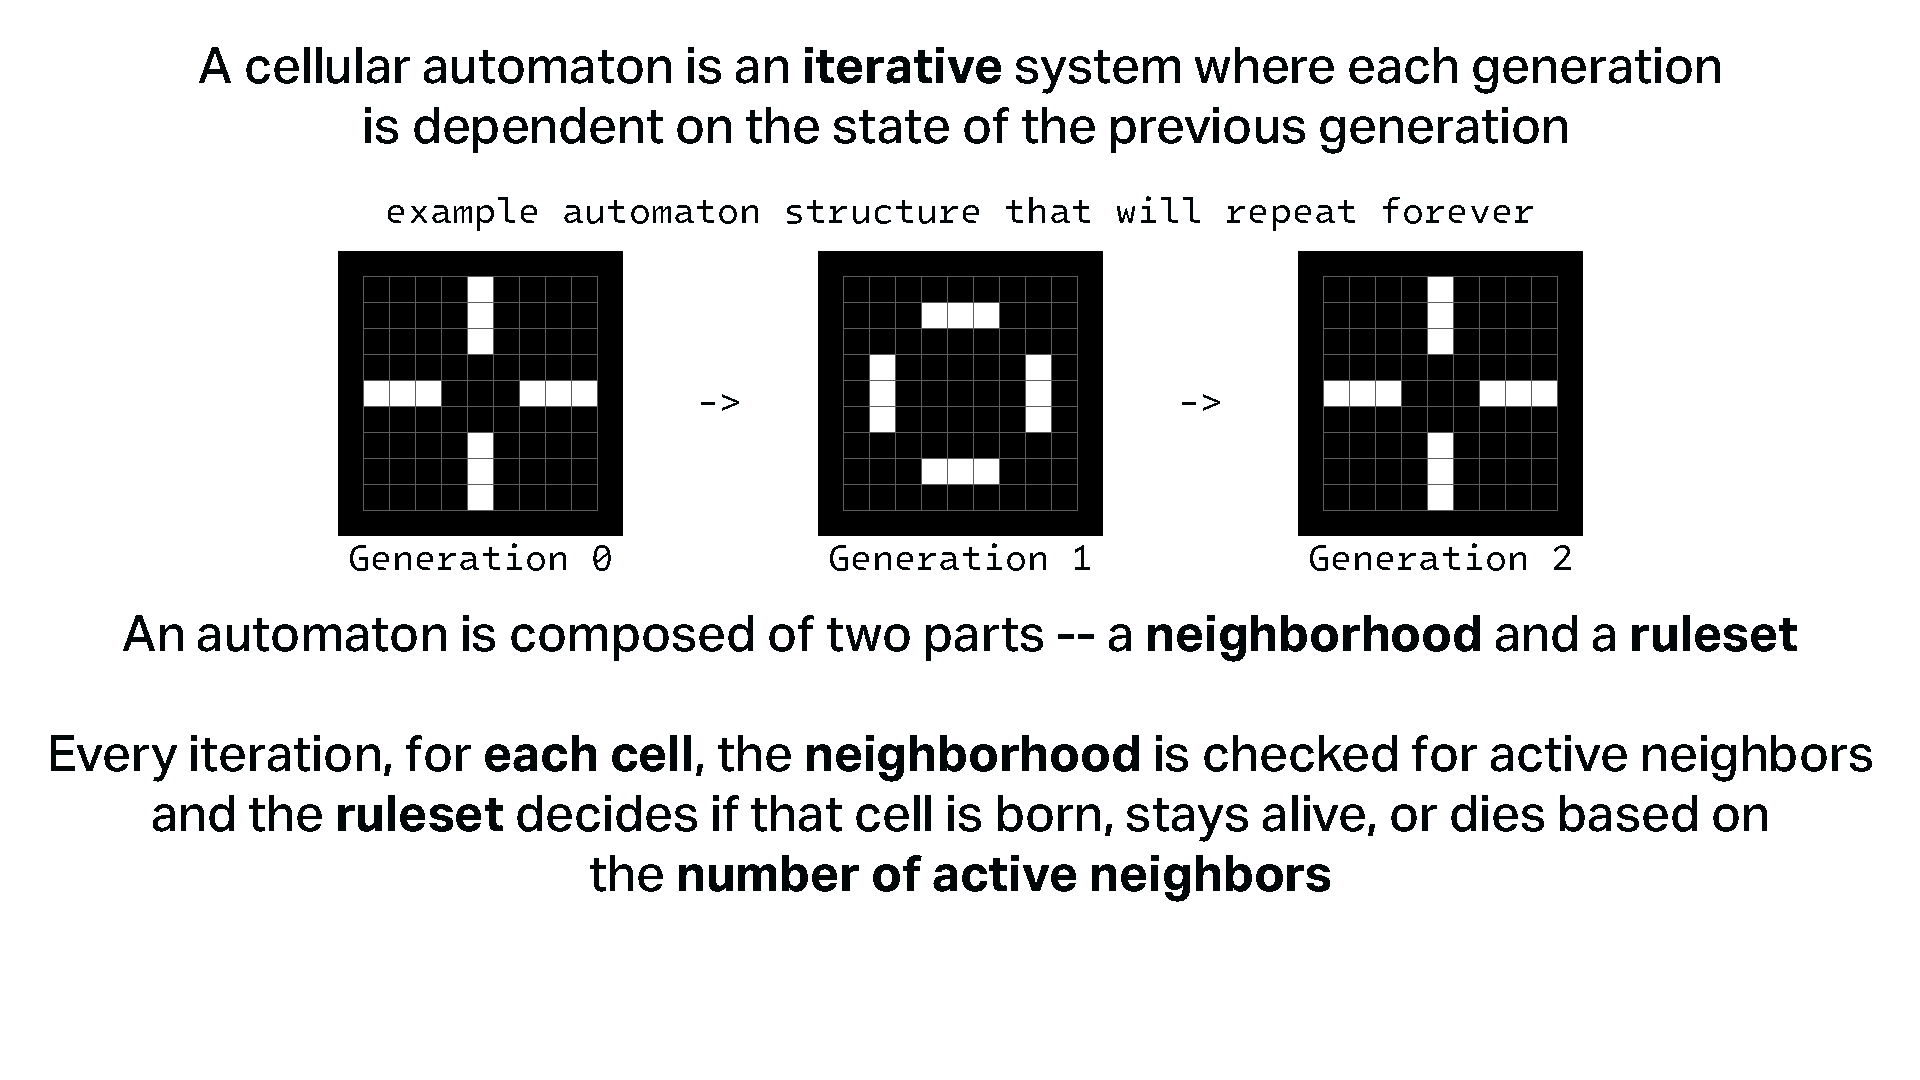 A cellular automaton is an iterative system where each generation
is dependent on the state of the previous generation
example automaton structure that will repeat forever
->
->
Generation 0
Generation 1
Generation 2
An automaton is composed of two parts -- a neighborhood and a ruleset
Every iteration, for each cell, the neighborhood is checked for active neighbors
and the ruleset decides if that cell is born, stays alive, or dies based on
the number of active neighbors